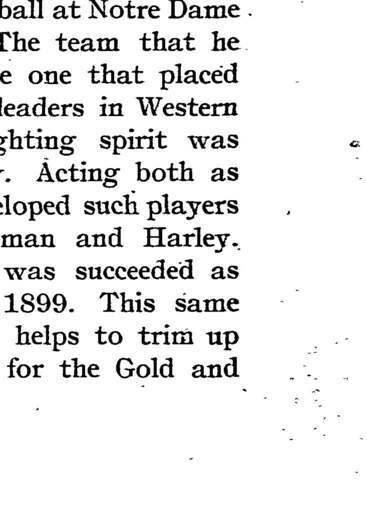 ball at Notre Dame
The team that he
e one that placed
leaders in Western
ghting spirit was
y. Acting both as
eloped such players
man and Harley.
was succeeded as
1899. This same
helps to trim up
for the Gold and